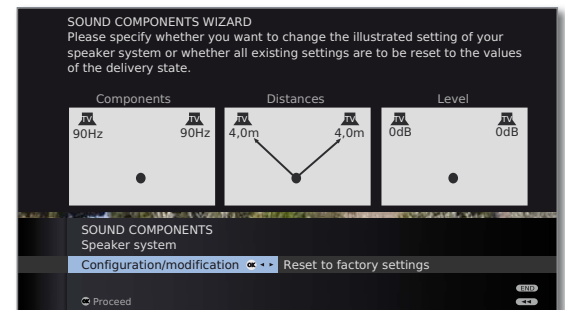 SOUND COMPONENTS WIZARD
Please specify whether you want to change the illustrated setting of your
speaker system or whether all existing settings are to be reset to the values
of the delivery state.
Components Distances Level
TV TV TV TV TV TV
90Hz 90Hz 4,0m 4,0m 0dB 0dB
SOUND COMPONENTS
Speaker system
Configuration/modification OK Reset to factory settings
END
OK Proceed